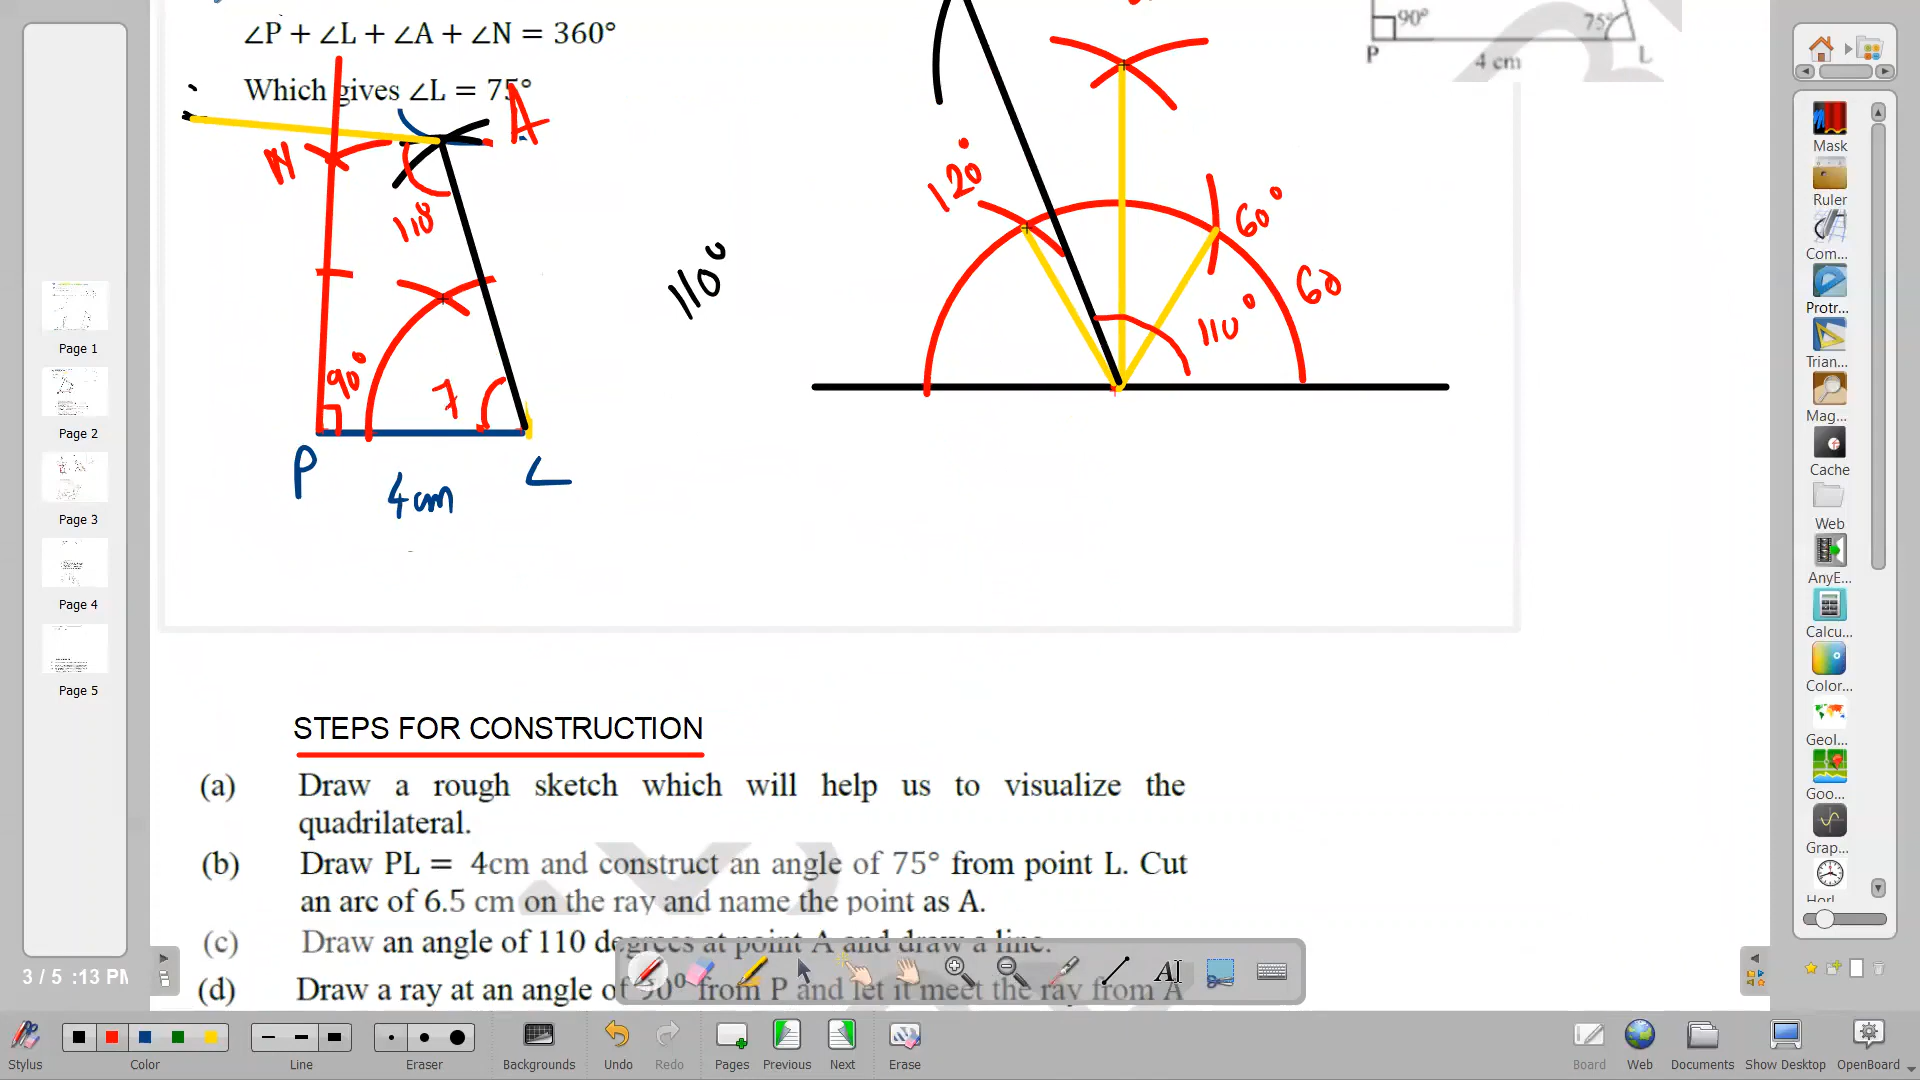 ∠P + ∠L + ∠A + ∠N = 360°
Which gives ∠L = 75°
90°
75°
P
4 cm
L
N
A
110°
90°
7
P
4cm
L
110°
120°
60°
60
110°
STEPS FOR CONSTRUCTION
(a) Draw a rough sketch which will help us to visualize the
quadrilateral.
(b) Draw PL = 4cm and construct an angle of 75° from point L. Cut
an arc of 6.5 cm on the ray and name the point as A.
(c) Draw an angle of 110 degrees at point A and draw a line.
(d) Draw a ray at an angle of 90⁰ from P and let it meet the ray from A
Page 1
Page 2
Page 3
Page 4
Page 5
3 / 5
Mask
Ruler
Com...
Protr...
Trian...
Mag...
Cache
Web
AnyE...
Calcu...
Color...
Geol...
Goo...
Grap...
Horl
Stylus
Color
Line
Eraser
Backgrounds
Undo
Redo
Pages
Previous
Next
Erase
Board
Web
Documents
Show Desktop
OpenBoard